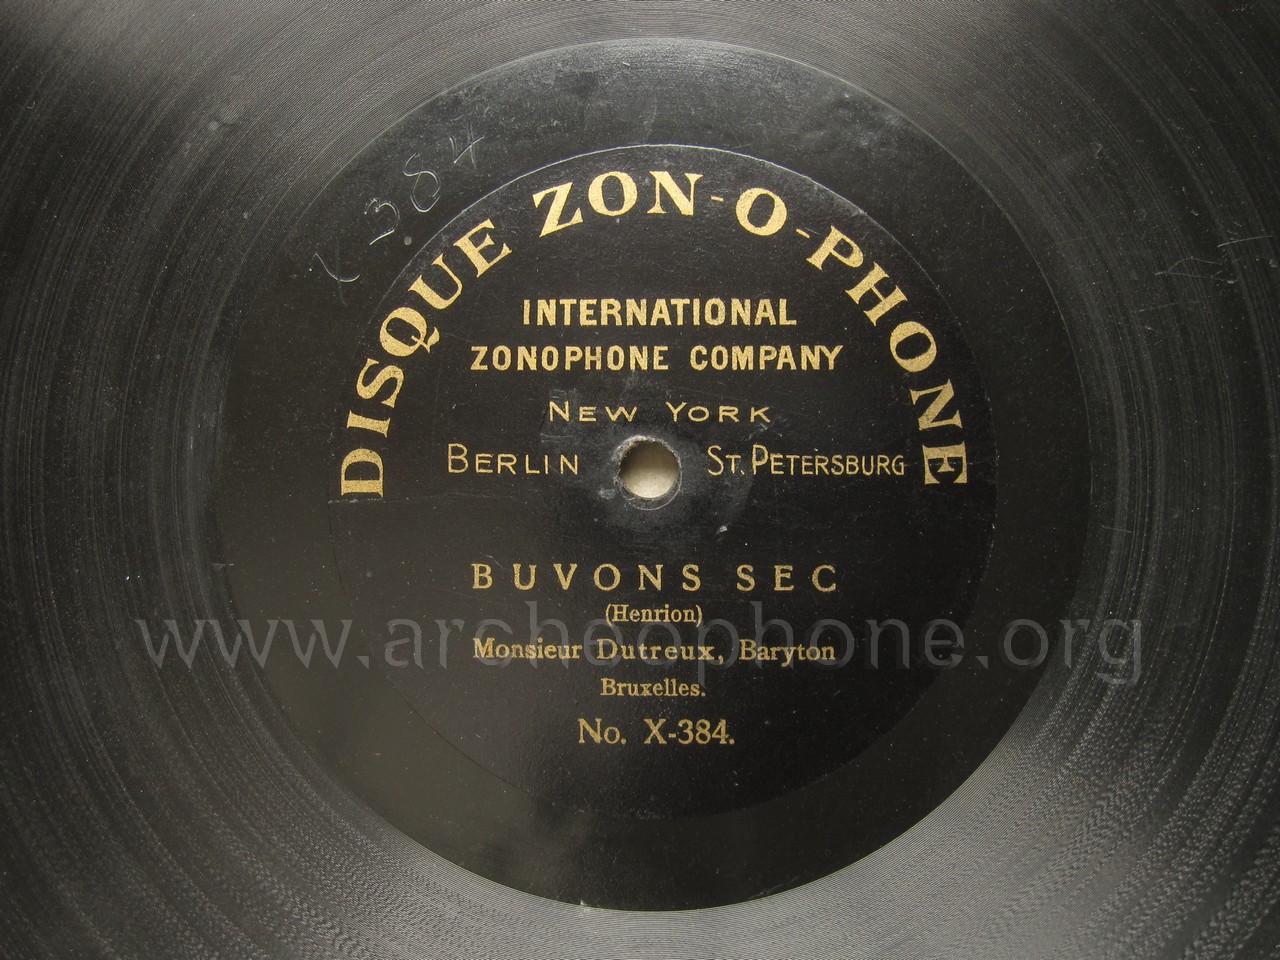 X 384
DISQUE ZON-O-PHONE
INTERNATIONAL
ZONOPHONE COMPANY
NEW YORK
BERLIN ST. PETERSBURG
BUVONS SEC
(Henrion)
www.archeophone.org
Monsieur Dutreux, Baryton
Bruxelles.
No. X-384.